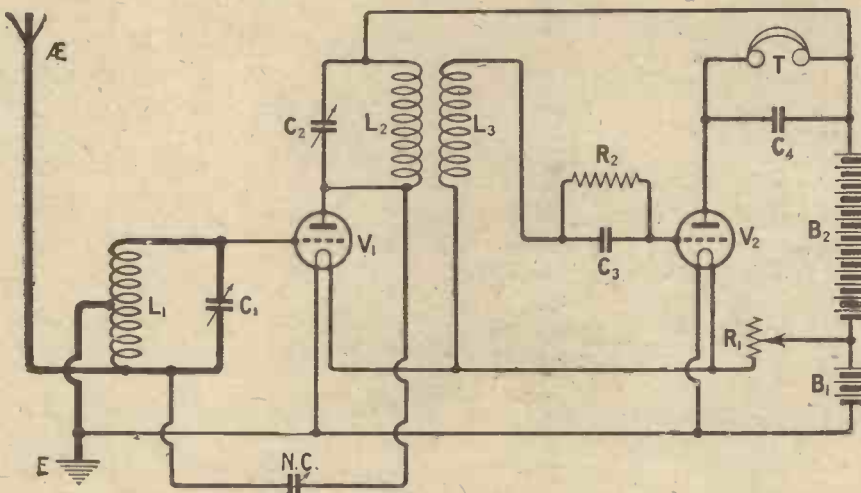 Æ
T
C₂
L₂
L₃
C₄
R₂
B₂
V₁
V₂
C₃
L₁
C₁
R₁
B₁
E
N.C.